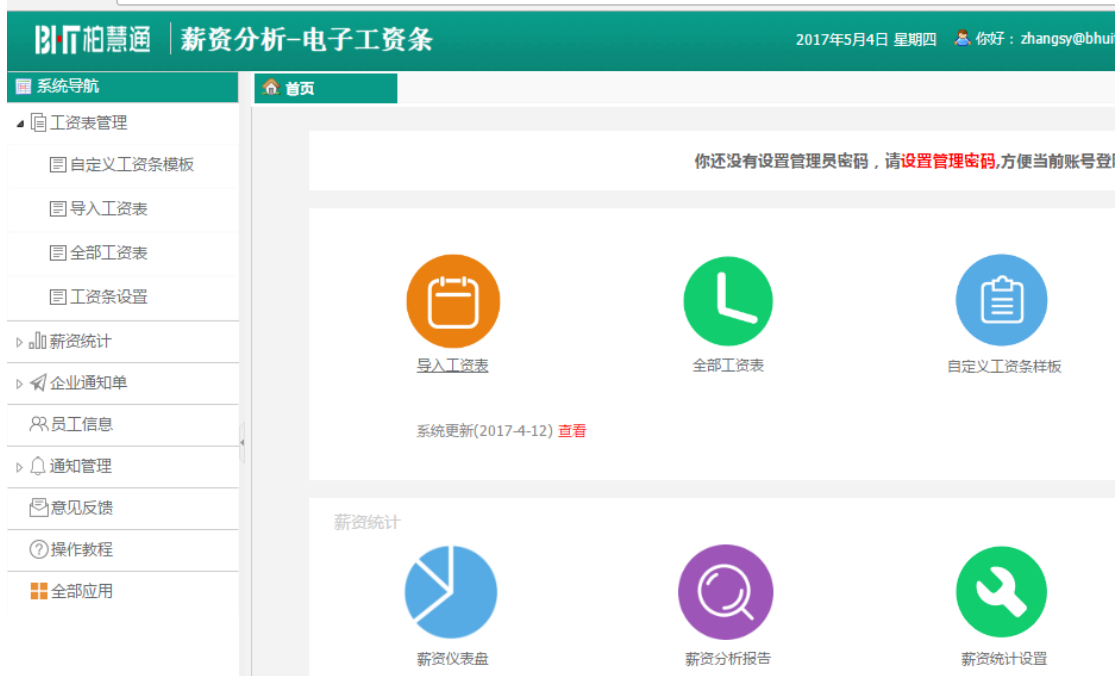 BHT柏慧通 薪资分析-电子工资条 2017年5月4日 星期四 你好：zhangsy@bhuit
系统导航 首页
工资表管理
自定义工资条模板
你还没有设置管理员密码，请设置管理密码,方便当前账号登
导入工资表
全部工资表
工资条设置
薪资统计
企业通知单
员工信息
通知管理
意见反馈
操作教程
全部应用
导入工资表 全部工资表 自定义工资条样板
系统更新(2017-4-12) 查看
薪资统计
薪资仪表盘 薪资分析报告 薪资统计设置